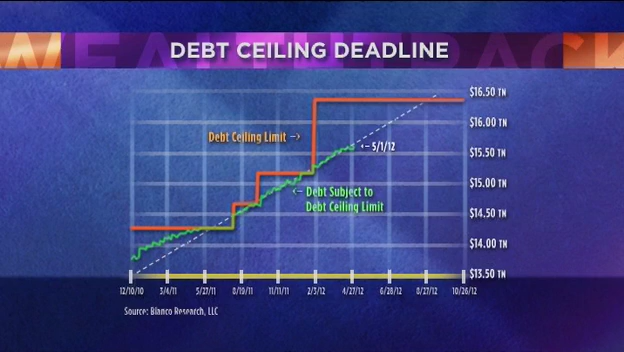 WEALTHTRACK
DEBT CEILING DEADLINE
$16.50 TN
$16.00 TN
$15.50 TN
$15.00 TN
$14.50 TN
$14.00 TN
$13.50 TN
Debt Ceiling Limit →
← 5/1/12
← Debt Subject to
Debt Ceiling Limit
12/10/10 3/4/11 5/27/11 8/19/11 11/11/11 2/3/12 4/27/12 6/18/12 8/27/12 10/26/12
Source: Bianco Research, LLC